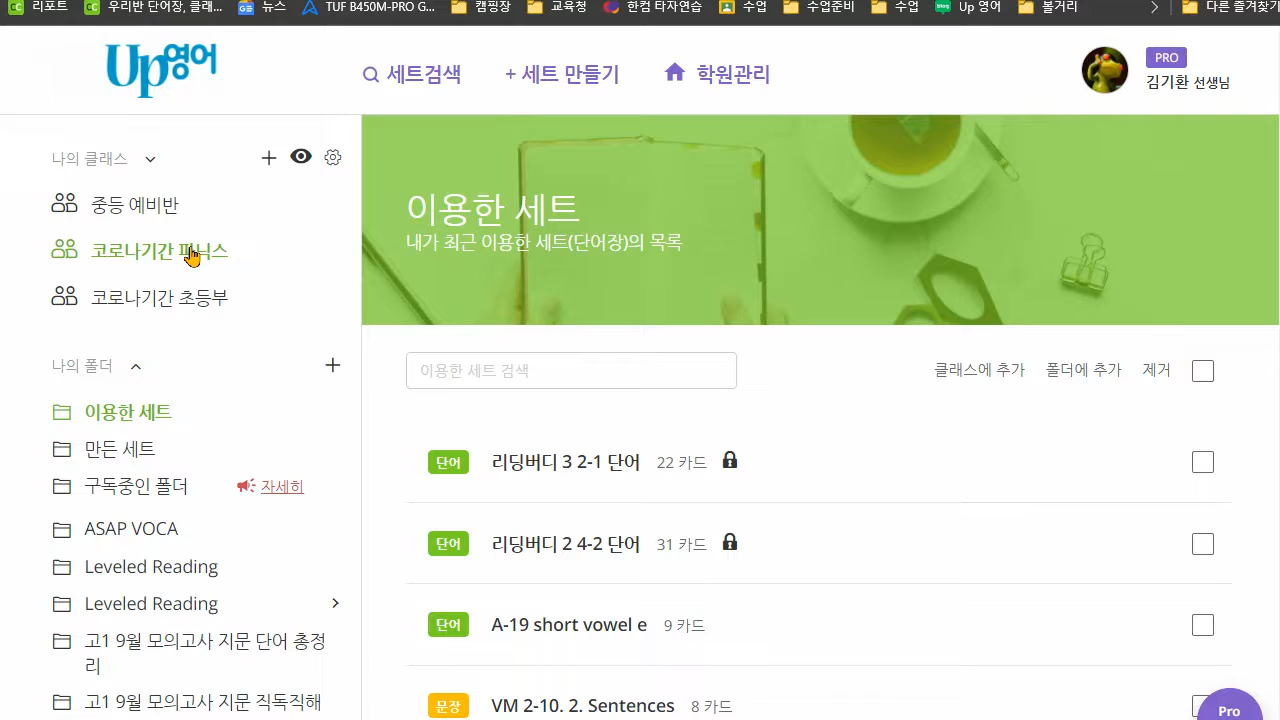 리포트
우리반 단어장, 클래...
뉴스
TUF B450M-PRO G...
캠핑장
교육청
한컴 타자연습
수업
수업준비
수업
Up 영어
볼거리
다른 즐겨찾기
Up영어
세트검색
+ 세트 만들기
학원관리
PRO
김기환 선생님
나의 클래스
중등 예비반
코로나기간 파닉스
코로나기간 초등부
나의 폴더
이용한 세트
만든 세트
구독중인 폴더 자세히
ASAP VOCA
Leveled Reading
Leveled Reading
고1 9월 모의고사 지문 단어 총정
리
고1 9월 모의고사 지문 직독직해
이용한 세트
내가 최근 이용한 세트(단어장)의 목록
이용한 세트 검색
클래스에 추가 폴더에 추가 제거
단어 리딩버디 3 2-1 단어 22 카드
단어 리딩버디 2 4-2 단어 31 카드
단어 A-19 short vowel e 9 카드
문장 VM 2-10. 2. Sentences 8 카드
Pro